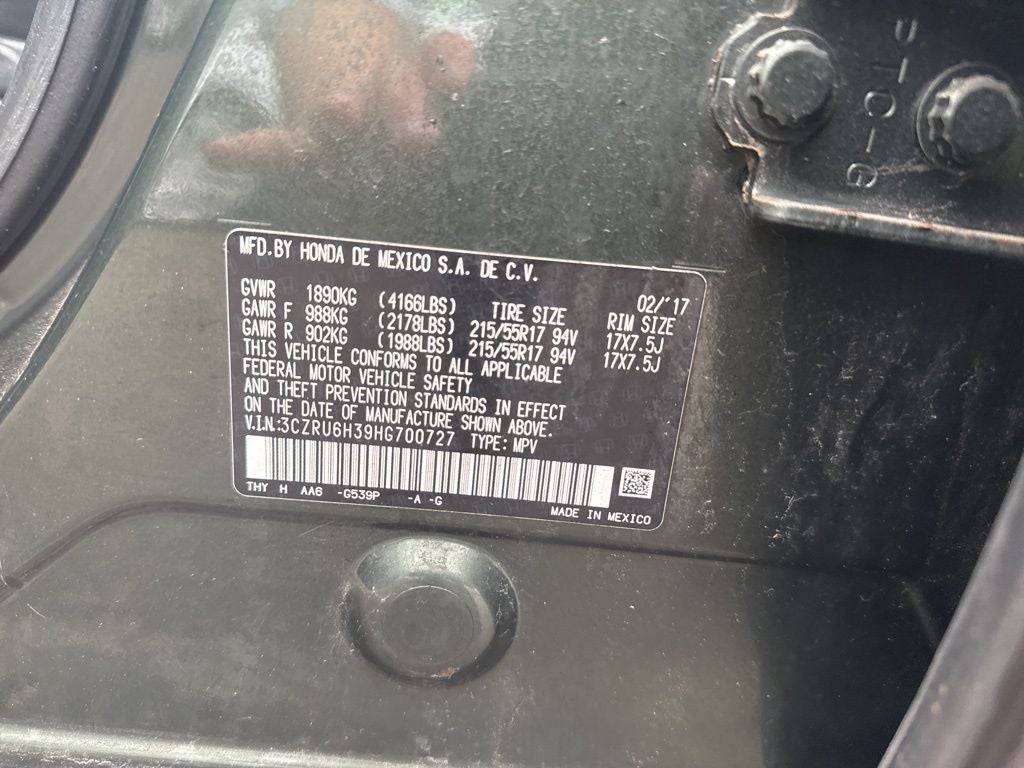 MFD.BY HONDA DE MEXICO S.A. DE C.V.
02/'17
GVWR 1890KG (4166LBS) TIRE SIZE RIM SIZE
GAWR F 988KG (2178LBS) 215/55R17 94V 17X7.5J
GAWR R 902KG (1988LBS) 215/55R17 94V 17X7.5J
THIS VEHICLE CONFORMS TO ALL APPLICABLE
FEDERAL MOTOR VEHICLE SAFETY
AND THEFT PREVENTION STANDARDS IN EFFECT
ON THE DATE OF MANUFACTURE SHOWN ABOVE.
V.I.N:3CZRU6H39HG700727 TYPE: MPV
THY H AA6 -G539P -A -G
MADE IN MEXICO